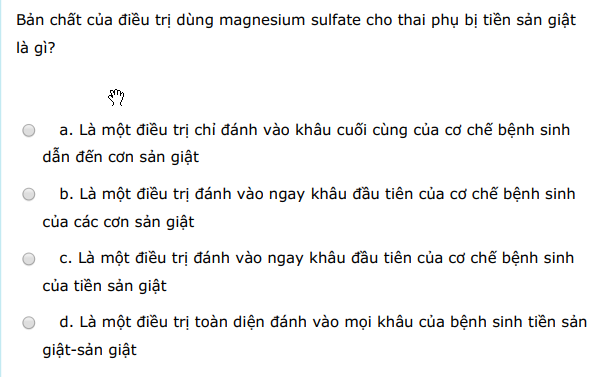 Bản chất của điều trị dùng magnesium sulfate cho thai phụ bị tiền sản giật
là gì?
a. Là một điều trị chỉ đánh vào khâu cuối cùng của cơ chế bệnh sinh
dẫn đến cơn sản giật
b. Là một điều trị đánh vào ngay khâu đầu tiên của cơ chế bệnh sinh
của các cơn sản giật
c. Là một điều trị đánh vào ngay khâu đầu tiên của cơ chế bệnh sinh
của tiền sản giật
d. Là một điều trị toàn diện đánh vào mọi khâu của bệnh sinh tiền sản
giật-sản giật